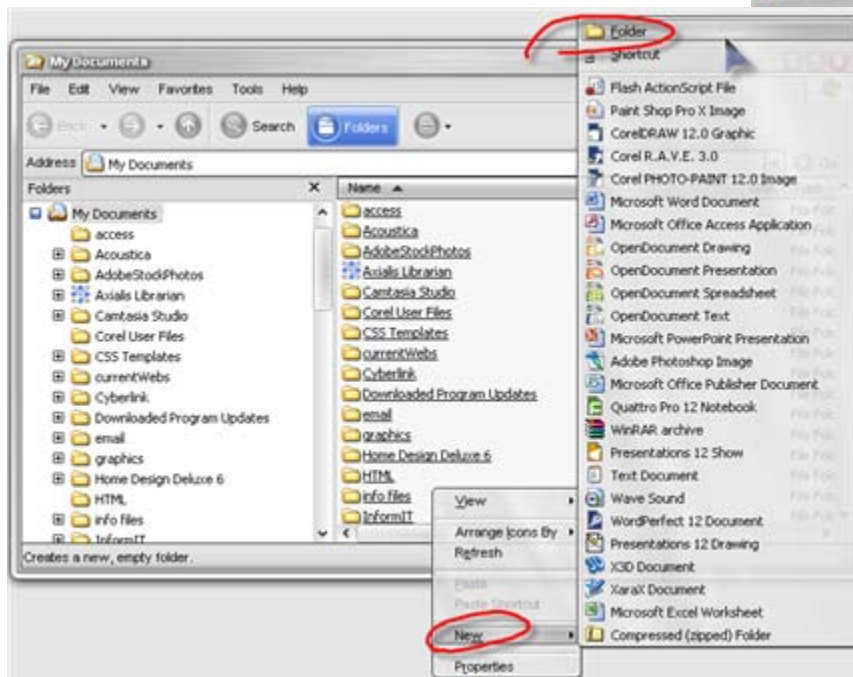 My Documents
File Edit View Favorites Tools Help
Back Search Folders
Address My Documents
Folders X
My Documents
access
Acoustica
AdobeStockPhotos
Axialis Librarian
Camtasia Studio
Corel User Files
CSS Templates
currentWebs
Cyberlink
Downloaded Program Updates
email
graphics
Home Design Deluxe 6
HTML
info files
InformIT
Name
access
Acoustica
AdobeStockPhotos
Axialis Librarian
Camtasia Studio
Corel User Files
CSS Templates
currentWebs
Cyberlink
Downloaded Program Updates
email
graphics
Home Design Deluxe 6
HTML
info files
InformIT
Creates a new, empty folder.
View
Arrange Icons By
Refresh
Paste
Paste Shortcut
New
Properties
Folder
Shortcut
Flash ActionScript File
Paint Shop Pro X Image
CorelDRAW 12.0 Graphic
Corel R.A.V.E. 3.0
Corel PHOTO-PAINT 12.0 Image
Microsoft Word Document
Microsoft Office Access Application
OpenDocument Drawing
OpenDocument Presentation
OpenDocument Spreadsheet
OpenDocument Text
Microsoft PowerPoint Presentation
Adobe Photoshop Image
Microsoft Office Publisher Document
Quattro Pro 12 Notebook
WinRAR archive
Presentations 12 Show
Text Document
Wave Sound
WordPerfect 12 Document
Presentations 12 Drawing
X3D Document
XaraX Document
Microsoft Excel Worksheet
Compressed (zipped) Folder